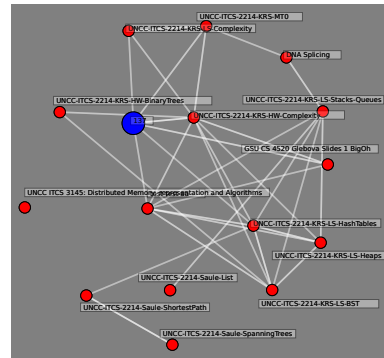 UNCC-ITCS-2214-KRS-MT0
UNCC-ITCS-2214-KRS-LS Complexity
DNA Splicing
UNCC-ITCS-2214-KRS-HW-BinaryTrees
UNCC-ITCS-2214-KRS-LS-Stacks-Queues
UNCC-ITCS-2214-KRS-HW-Complexity
GSU CS 4520 Glebova Slides 1 BigOh
UNCC ITCS 3145: Distributed Memory representation and Algorithms
UNCC-ITCS-2214-KRS-LS-HashTables
UNCC-ITCS-2214-KRS-LS-Heaps
UNCC-ITCS-2214-Saule-List
UNCC-ITCS-2214-KRS-LS-BST
UNCC-ITCS-2214-Saule-ShortestPath
UNCC-ITCS-2214-Saule-SpanningTrees